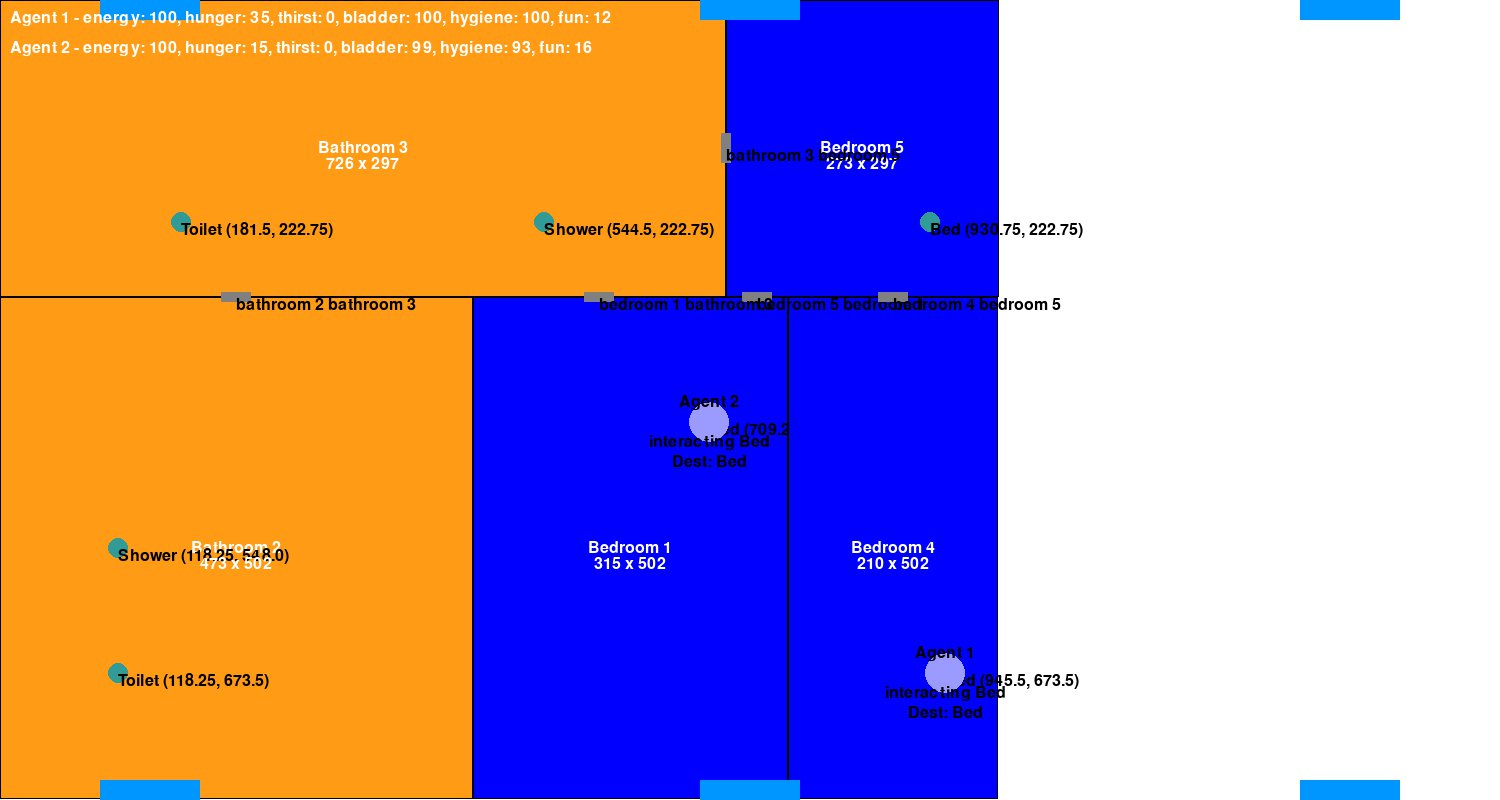 Agent 1 - energy: 100, hunger: 35, thirst: 0, bladder: 100, hygiene: 100, fun: 12
Agent 2 - energy: 100, hunger: 15, thirst: 0, bladder: 99, hygiene: 93, fun: 16
Bathroom 3
726 x 297
Bedroom 5
273 x 297
bathroom 3 bedroom 5
Toilet (181.5, 222.75)
Shower (544.5, 222.75)
Bed (930.75, 222.75)
bathroom 2 bathroom 3
bedroom 1 bathroom 3
bedroom 5 bedroom 1
bedroom 4 bedroom 5
Agent 2
(709.2
interacting Bed
Dest: Bed
Shower (118.25, 548.0)
Bathroom 2
473 x 502
Bedroom 1
315 x 502
Bedroom 4
210 x 502
Toilet (118.25, 673.5)
Agent 1
(945.5, 673.5)
interacting Bed
Dest: Bed